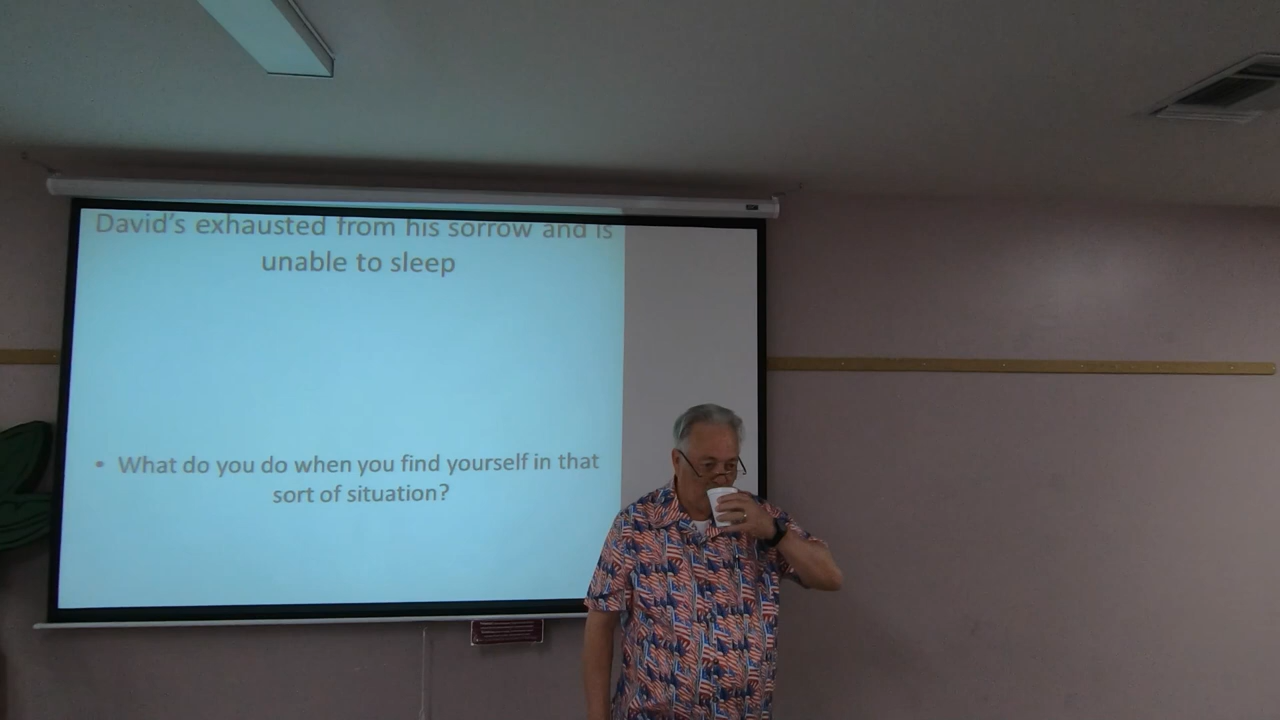 David's exhausted from his sorrow and is
unable to sleep
• What do you do when you find yourself in that
sort of situation?